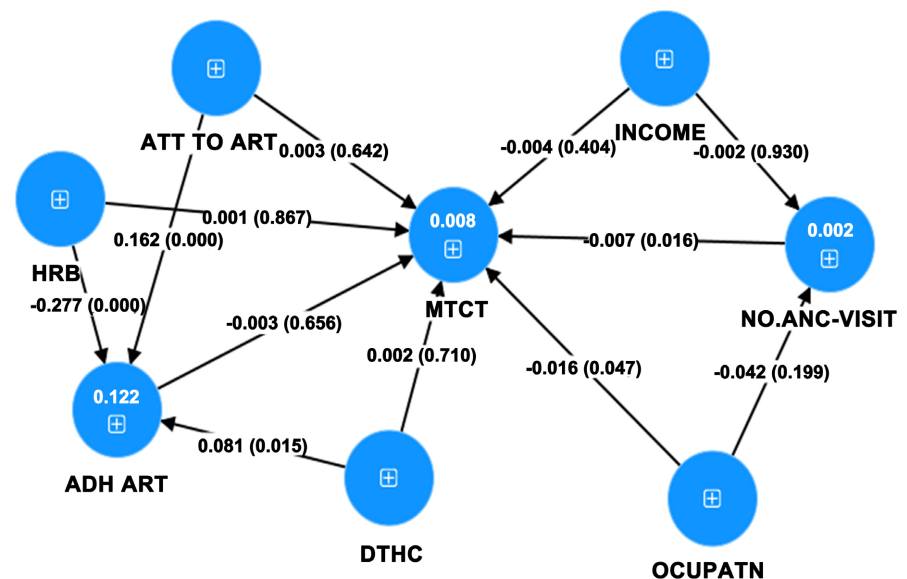 ATT TO ART
INCOME
0.003 (0.642)
-0.004 (0.404)
-0.002 (0.930)
0.001 (0.867)
0.008
0.002
0.162 (0.000)
-0.007 (0.016)
HRB
-0.277 (0.000)
MTCT
NO.ANC-VISIT
-0.003 (0.656)
0.002 (0.710)
-0.016 (0.047)
-0.042 (0.199)
0.122
0.081 (0.015)
ADH ART
DTHC
OCUPATN